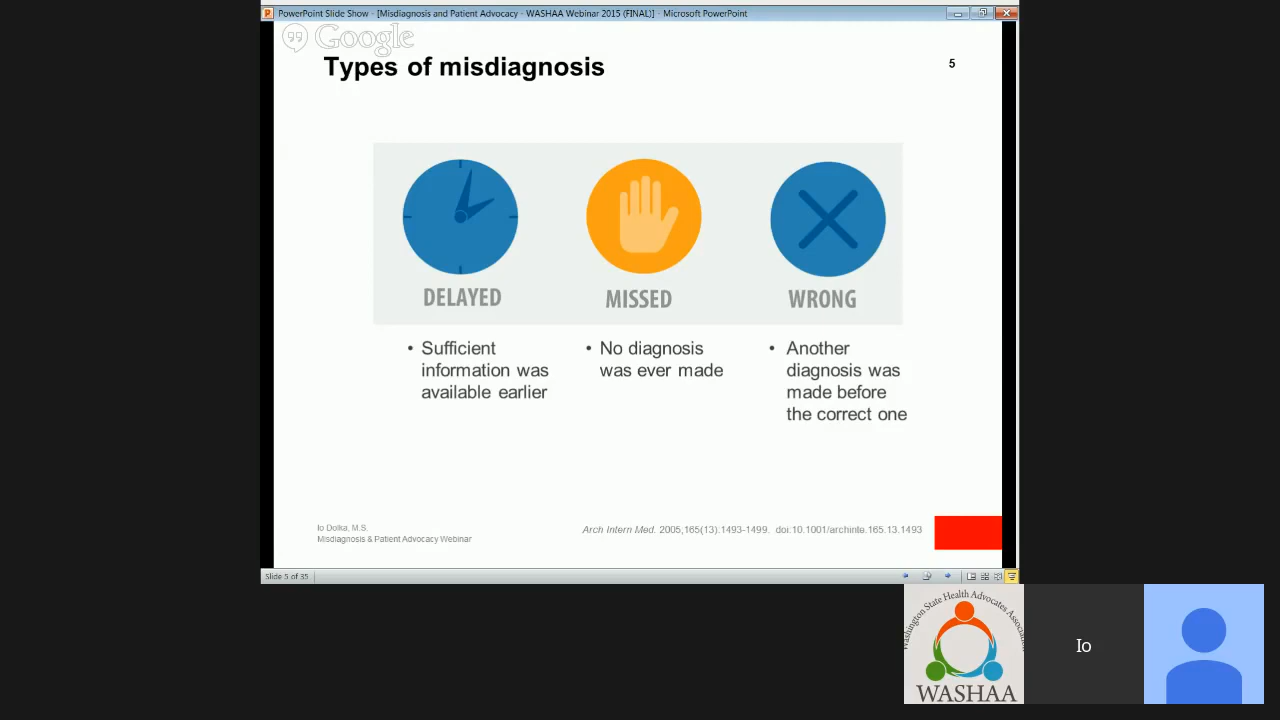 PowerPoint Slide Show - [Misdiagnosis and Patient Advocacy - WASHAA Webinar 2015 (FINAL)] - Microsoft PowerPoint
Google
Types of misdiagnosis
5
DELAYED
MISSED
WRONG
• Sufficient
information was
available earlier
• No diagnosis
was ever made
• Another
diagnosis was
made before
the correct one
Io Dolka, M.S.
Misdiagnosis & Patient Advocacy Webinar
Arch Intern Med. 2005;165(13):1493-1499. doi:10.1001/archinte.165.13.1493
Slide 5 of 35
Washington State Health Advocates
WASHAA
Io